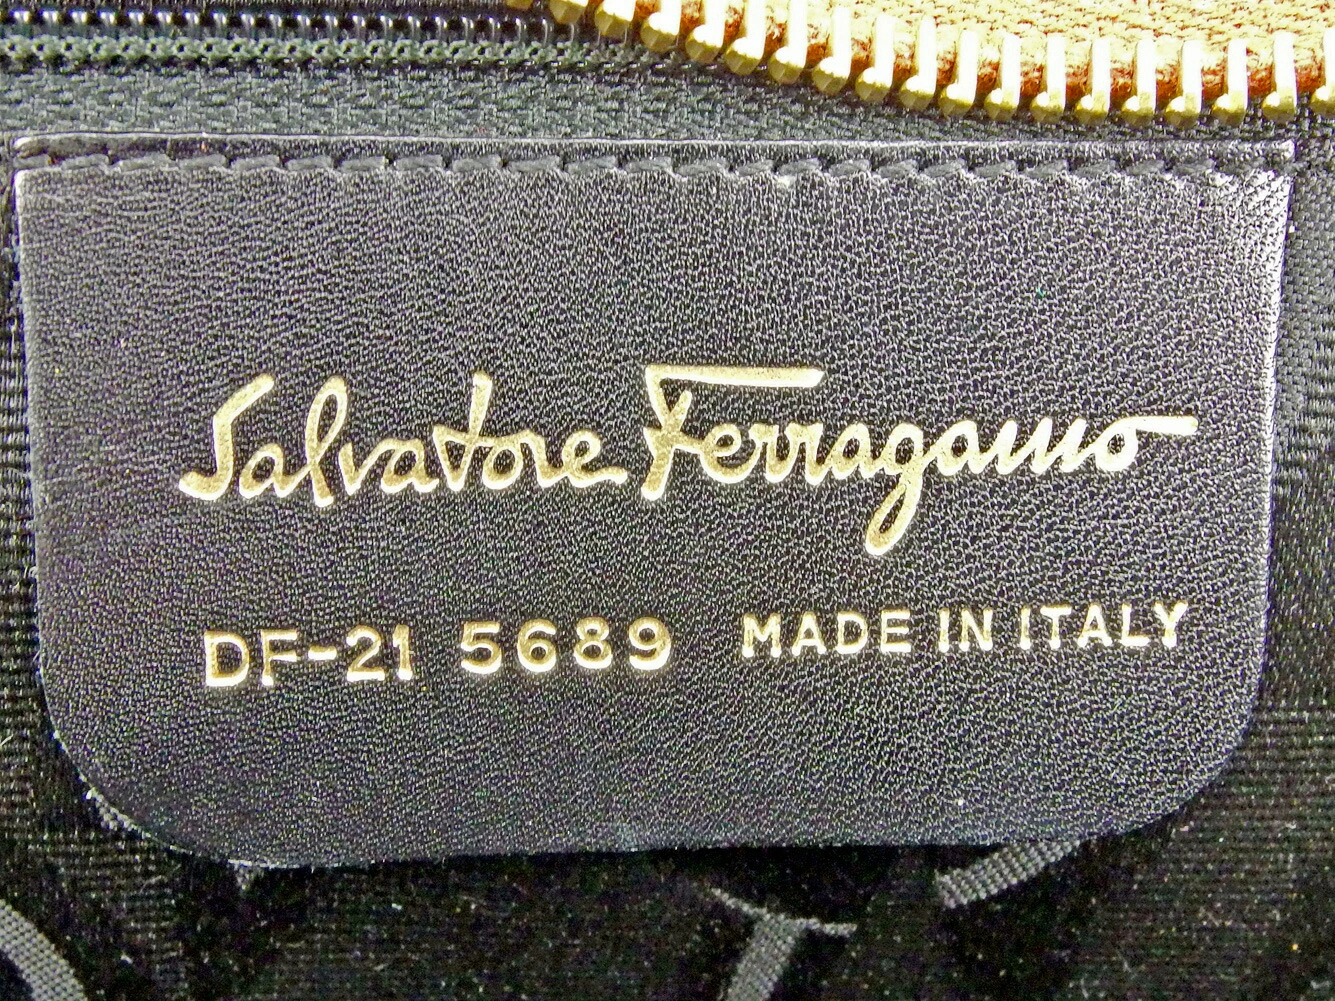 Salvatore Ferragamo
DF-21 5689 MADE IN ITALY